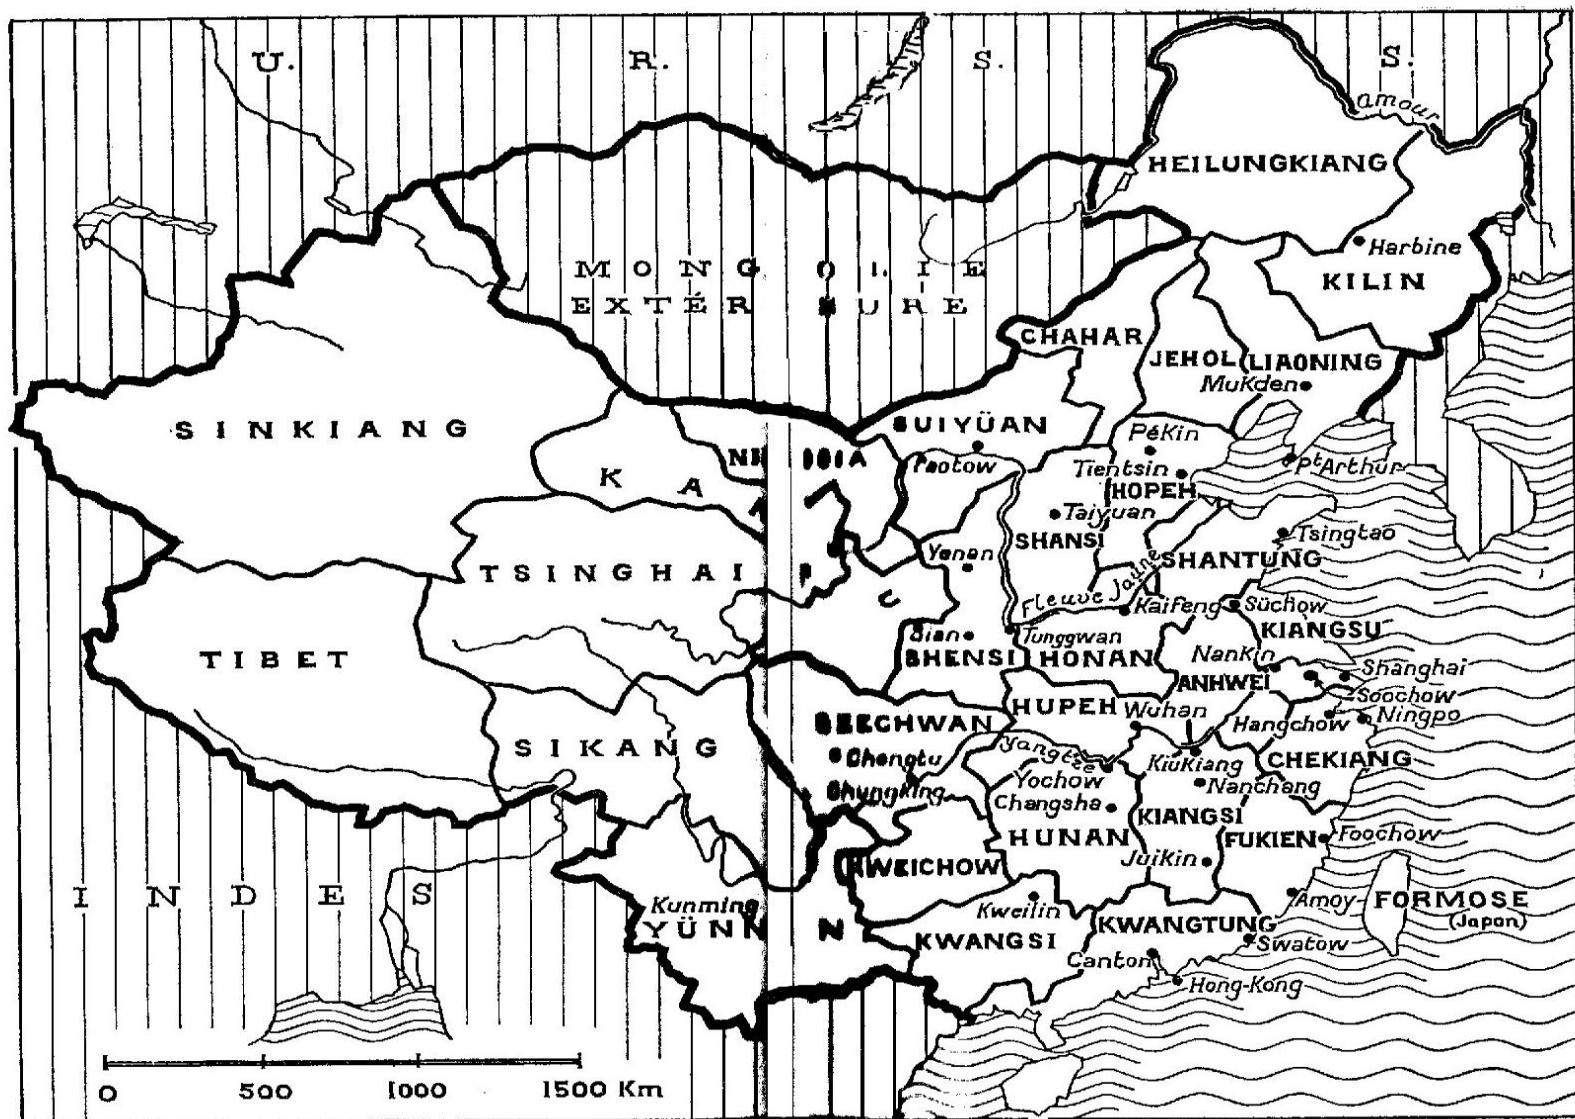 U. R. S. S.
Amour
HEILUNGKIANG
Harbine
KILIN
MONGOLIE
EXTÉRIEURE
CHAHAR
JEHOL
LIAONING
MuKden
SINKIANG
SUIYÜAN
Paotow
PéKin
Tientsin
Pt Arthur
HOPEH
Taiyuan
SHANSI
Tsingtao
SHANTUNG
Yenan
TSINGHAI
Fleuve Jaune
Kaifeng
Süchow
KIANGSU
Sian
Tunggwan
SHENSI
HONAN
NanKin
Shanghai
TIBET
ANHWEI
Soochow
HUPEH
Wuhan
Hangchow
Ningpo
SIKANG
Chengtu
Yangtse
KiuKiang
CHEKIANG
Yochow
Nanchang
ChungKing
Changsha
KIANGSI
HUNAN
FUKIEN
Foochow
KWEICHOW
JuiKin
INDES
Kunming
Kweilin
Amoy
FORMOSE
(Japon)
KWANGTUNG
KWANGSI
Swatow
Canton
Hong-Kong
0 500 1000 1500 Km